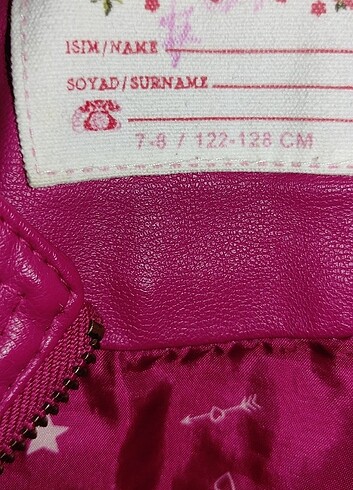 ISIM/NAME
SOYAD/SURNAME
7-8 / 122-128 CM